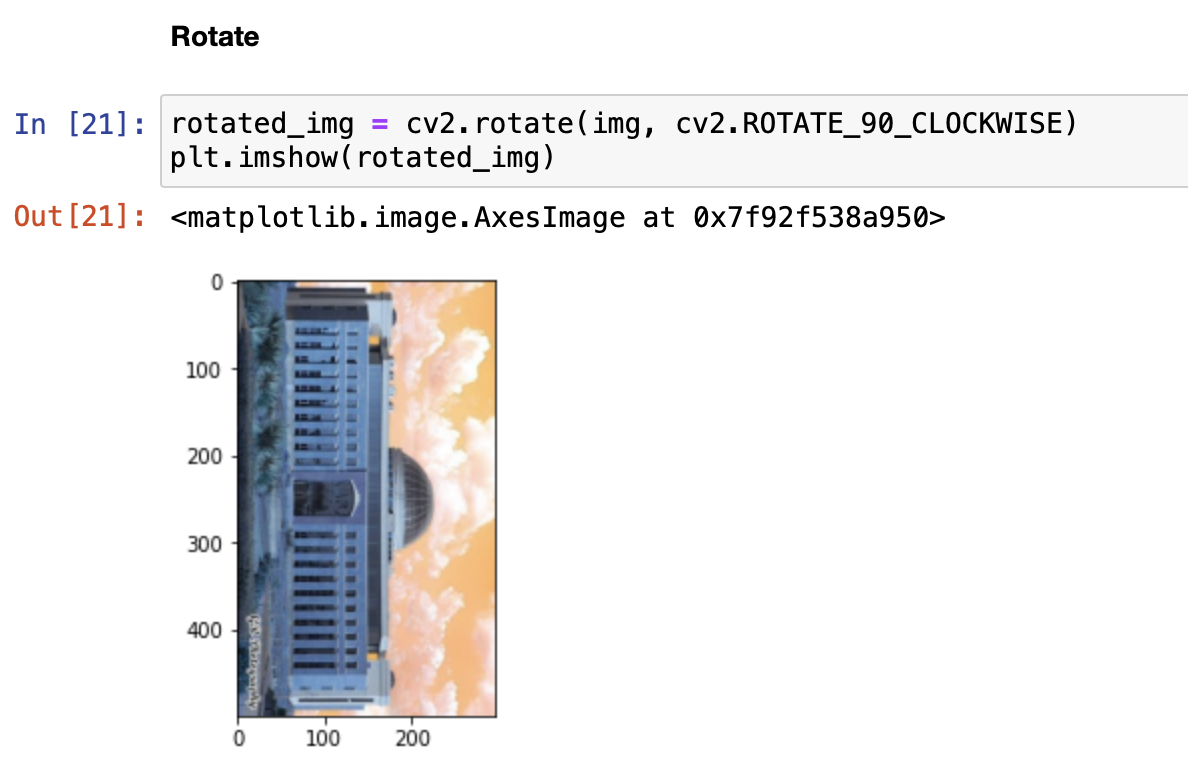 Rotate
In [21]: rotated_img = cv2.rotate(img, cv2.ROTATE_90_CLOCKWISE)
plt.imshow(rotated_img)
Out[21]: <matplotlib.image.AxesImage at 0x7f92f538a950>
0
100
200
300
400
0 100 200